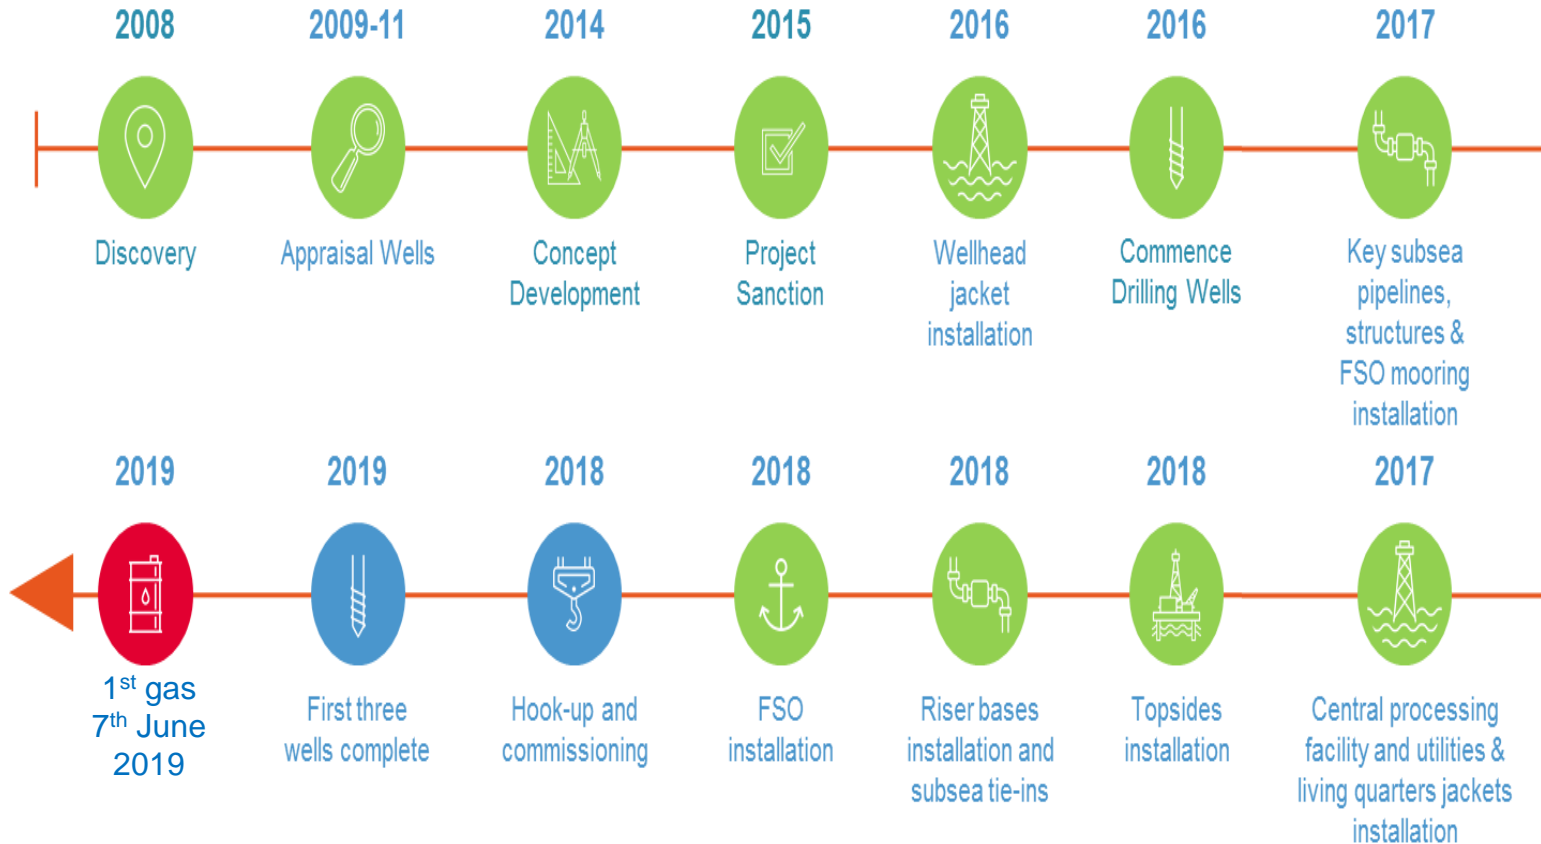 2008
Discovery
2009-11
Appraisal Wells
2014
Concept
Development
2015
Project
Sanction
2016
Wellhead
jacket
installation
2016
Commence
Drilling Wells
2017
Key subsea
pipelines,
structures &
FSO mooring
installation
2019
1st gas
7th June
2019
2019
First three
wells complete
2018
Hook-up and
commissioning
2018
FSO
installation
2018
Riser bases
installation and
subsea tie-ins
2018
Topsides
installation
2017
Central processing
facility and utilities &
living quarters jackets
installation